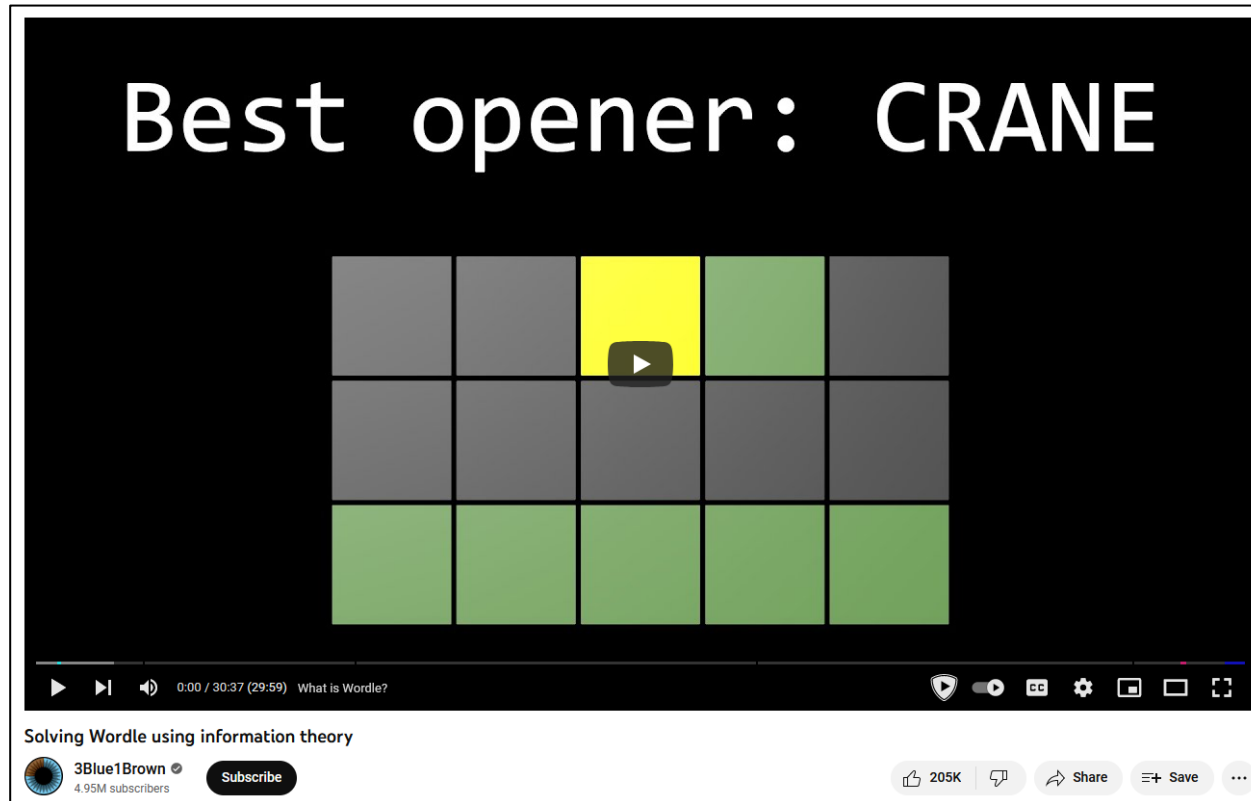 Best opener: CRANE
0:00 / 30:37 (29:59) What is Wordle?
CC
Solving Wordle using information theory
3Blue1Brown
4.95M subscribers
Subscribe
205K
Share
Save